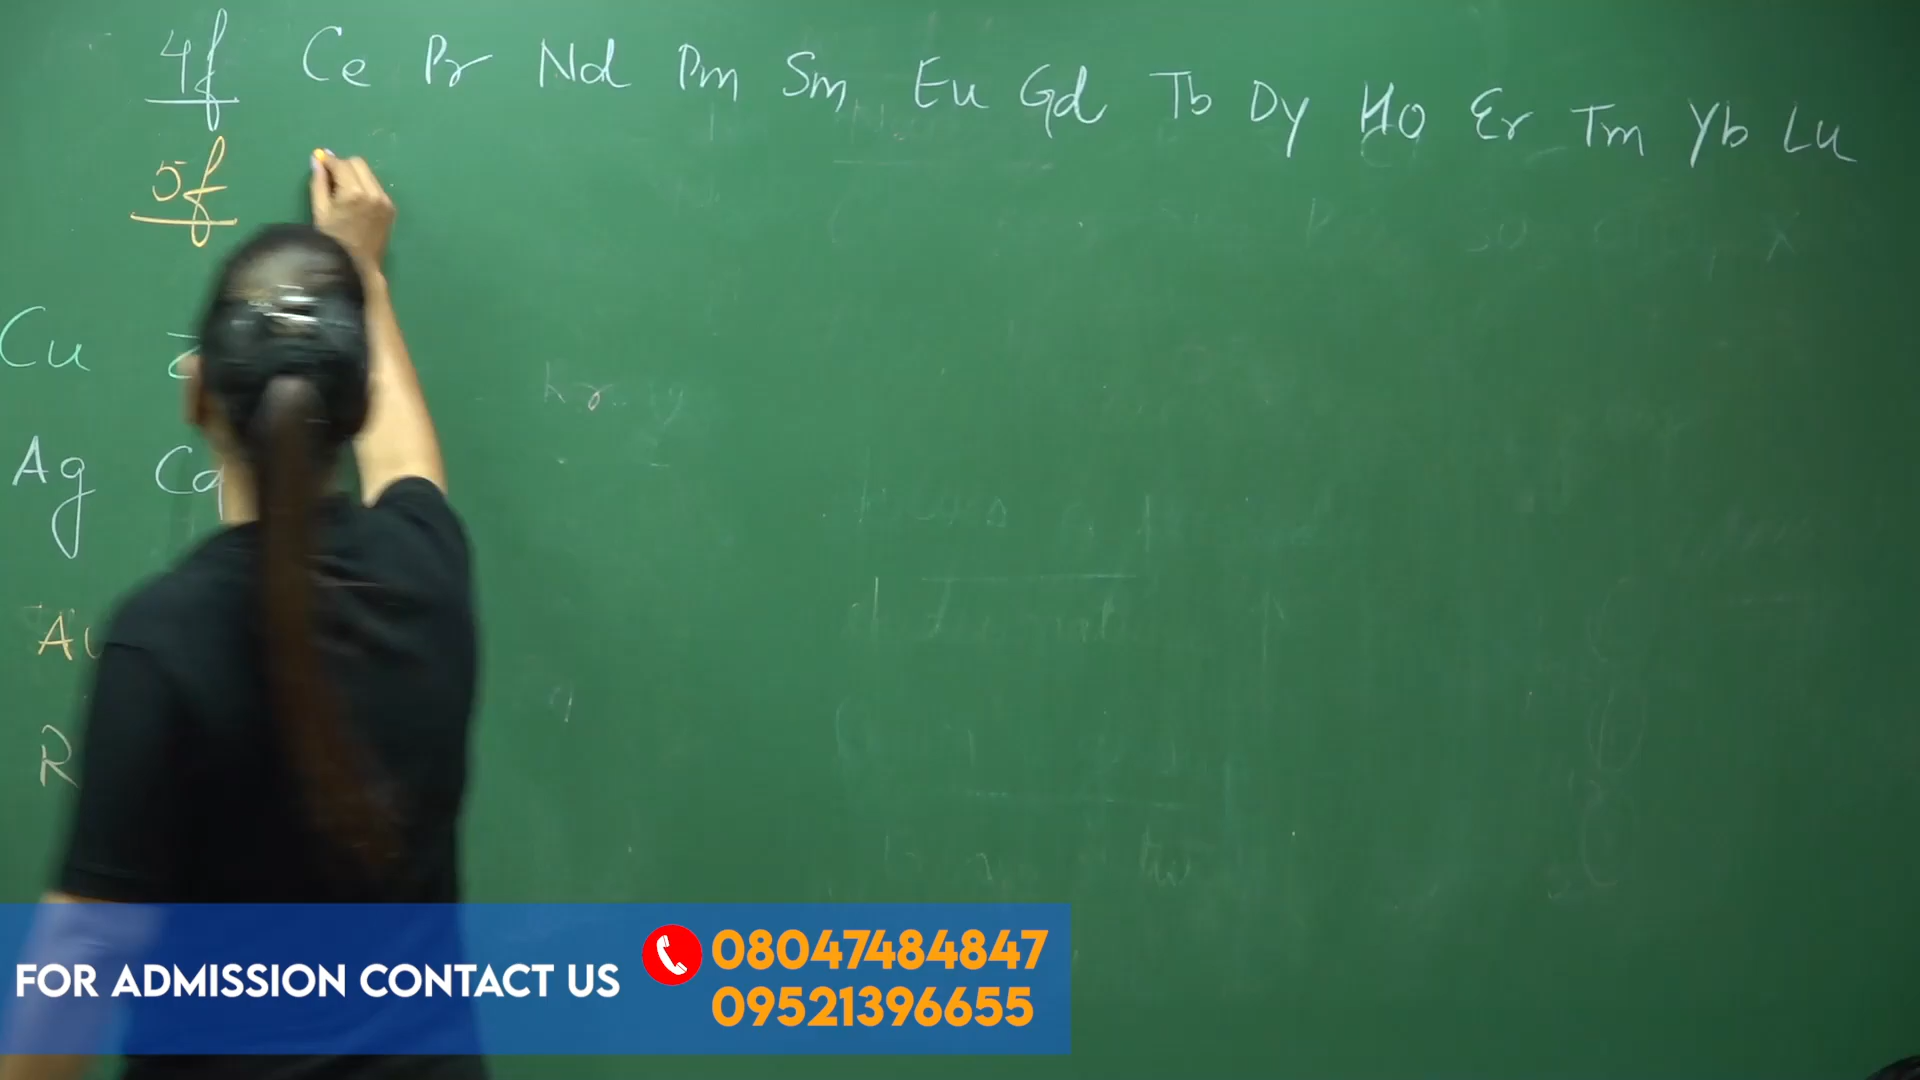 4f Ce Pr Nd Pm Sm Eu Gd Tb Dy Ho Er Tm Yb Lu
5f
Cu
Ag
FOR ADMISSION CONTACT US
08047484847
09521396655